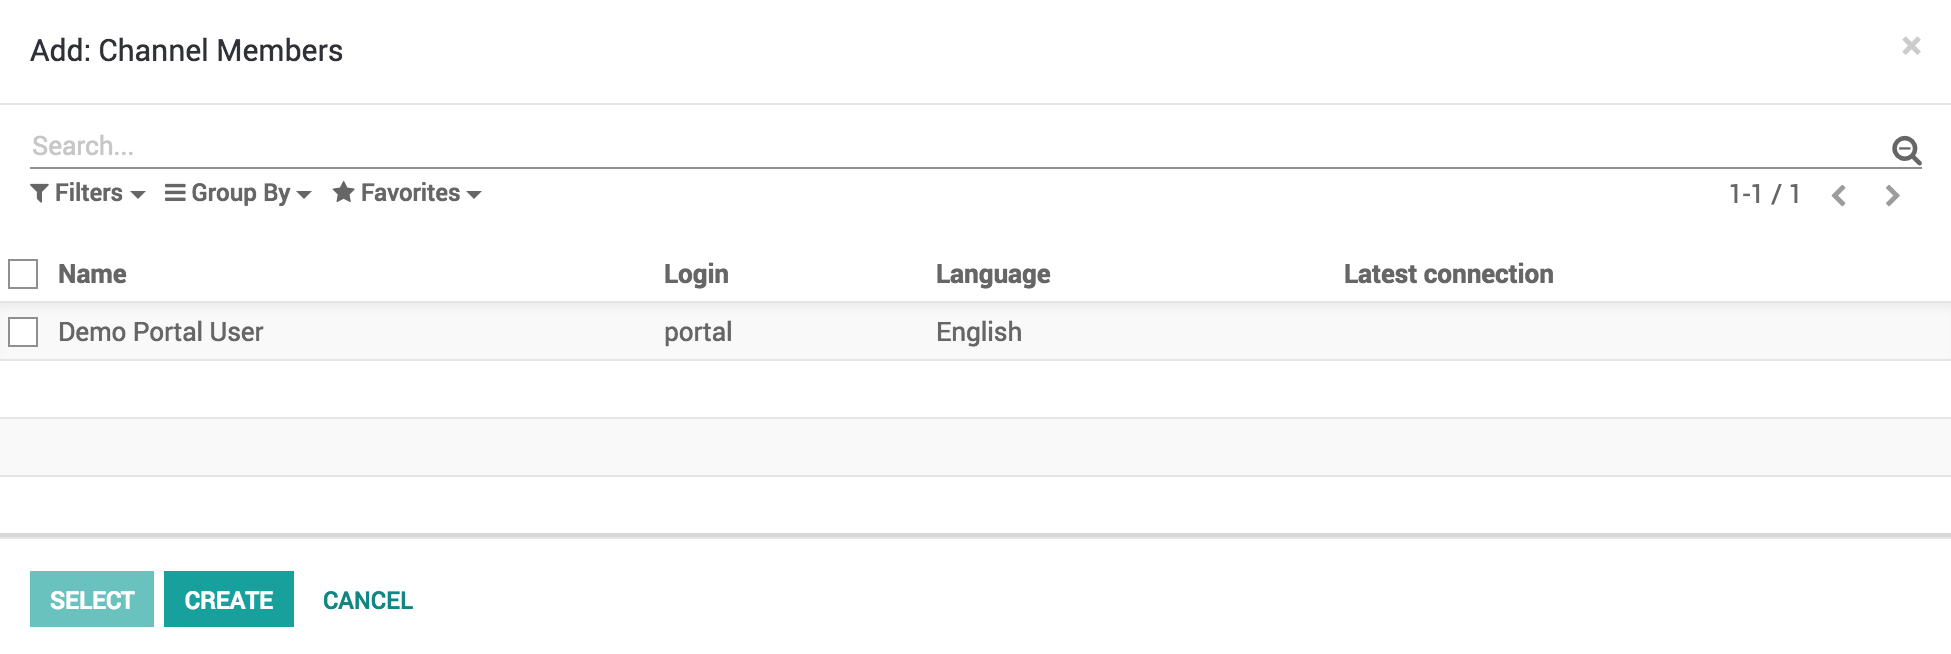 Add: Channel Members
Search...
Filters Group By Favorites 1-1 / 1
Name Login Language Latest connection
Demo Portal User portal English
SELECT CREATE CANCEL